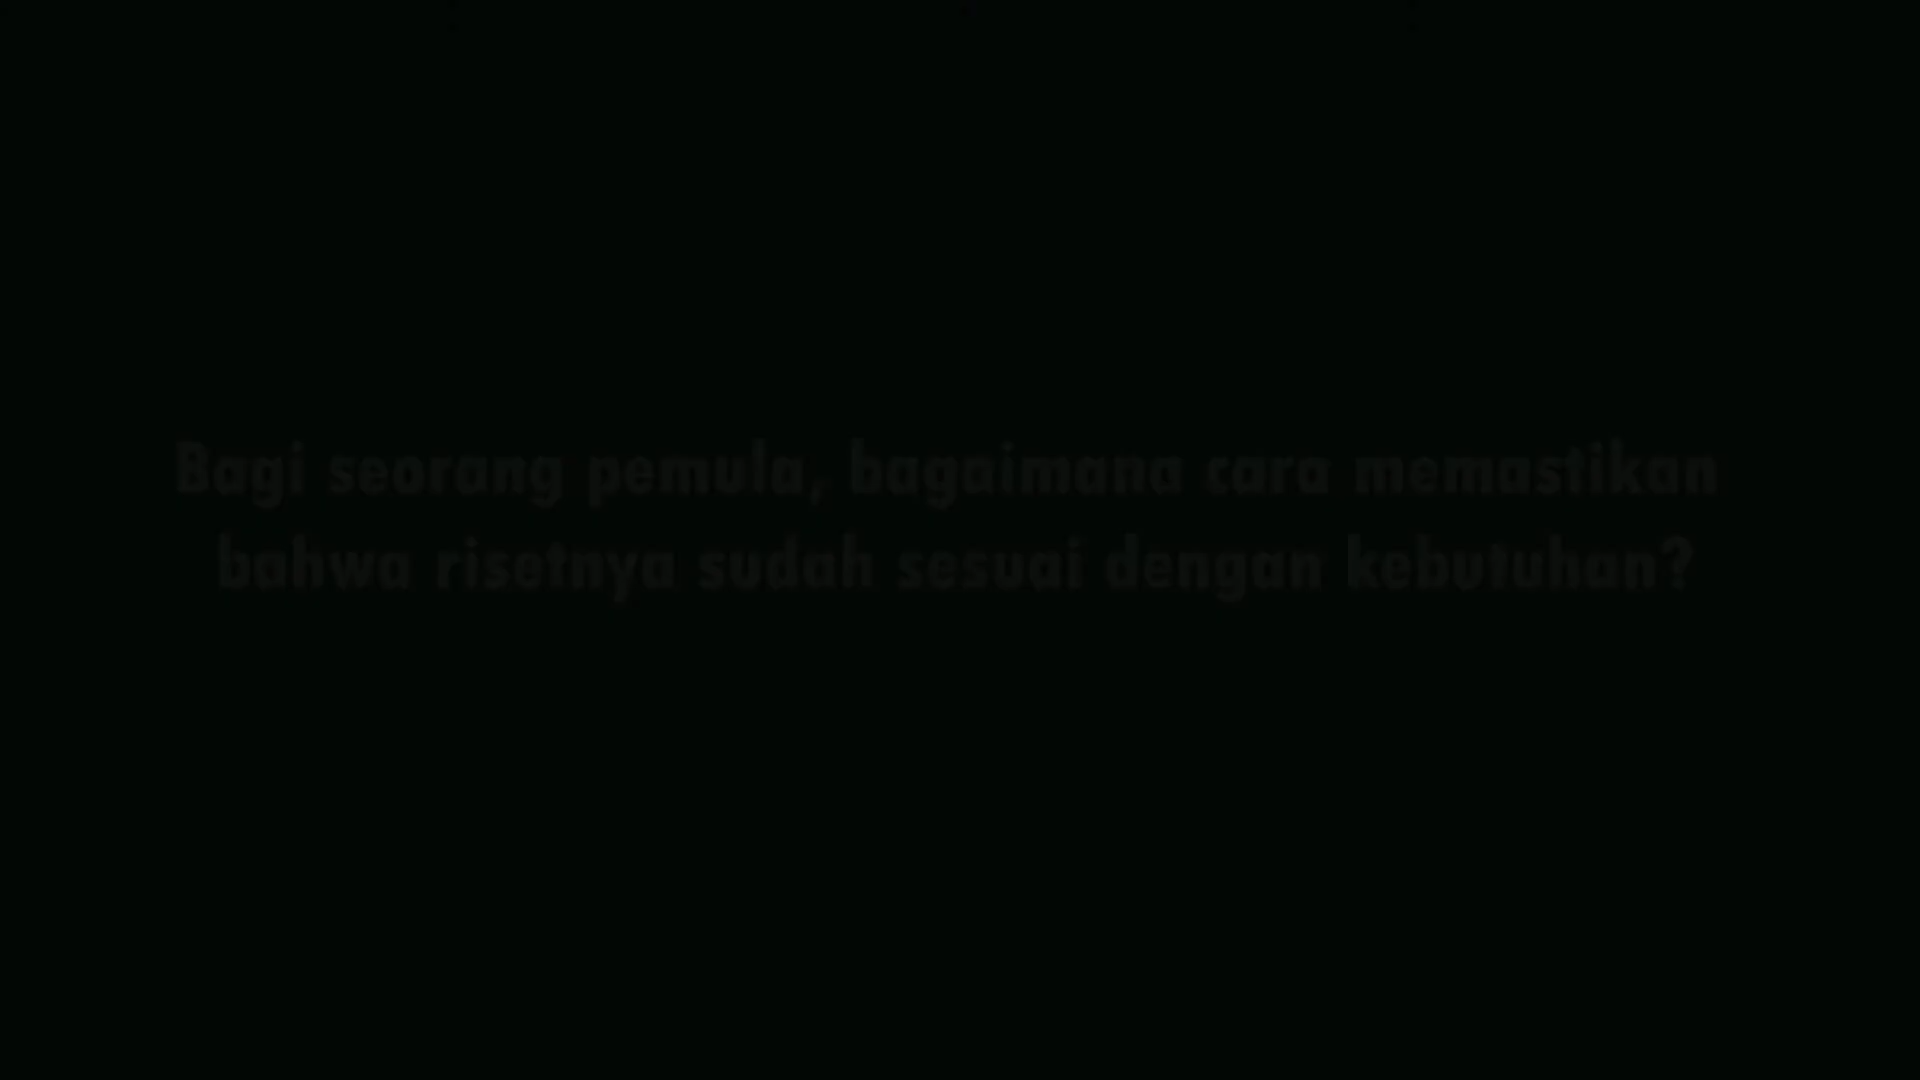 Bagi seorang pemula, bagaimana cara memastikan
bahwa risetnya sudah sesuai dengan kebutuhan?